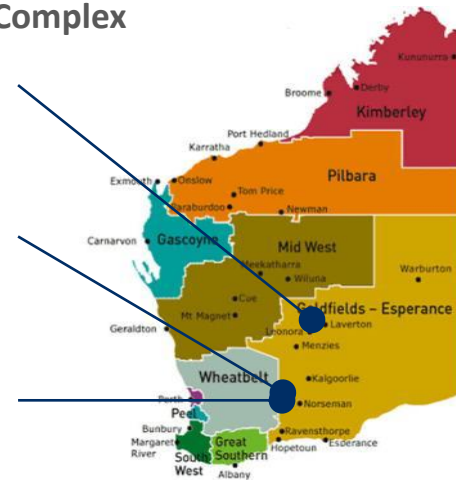 Complex
Kununurra
Derby
Broome
Kimberley
Port Hedland
Karratha
Pilbara
Exmouth
Onslow
Tom Price
Paraburdoo
Newman
Gascoyne
Carnarvon
Mid West
Meekatharra
Wiluna
Warburton
Cue
Mt Magnet
Goldfields – Esperance
Geraldton
Leonora
Laverton
Menzies
Wheatbelt
Kalgoorlie
Perth
Norseman
Peel
Bunbury
Ravensthorpe
Margaret
River
South
West
Great
Southern
Hopetoun
Esperance
Albany